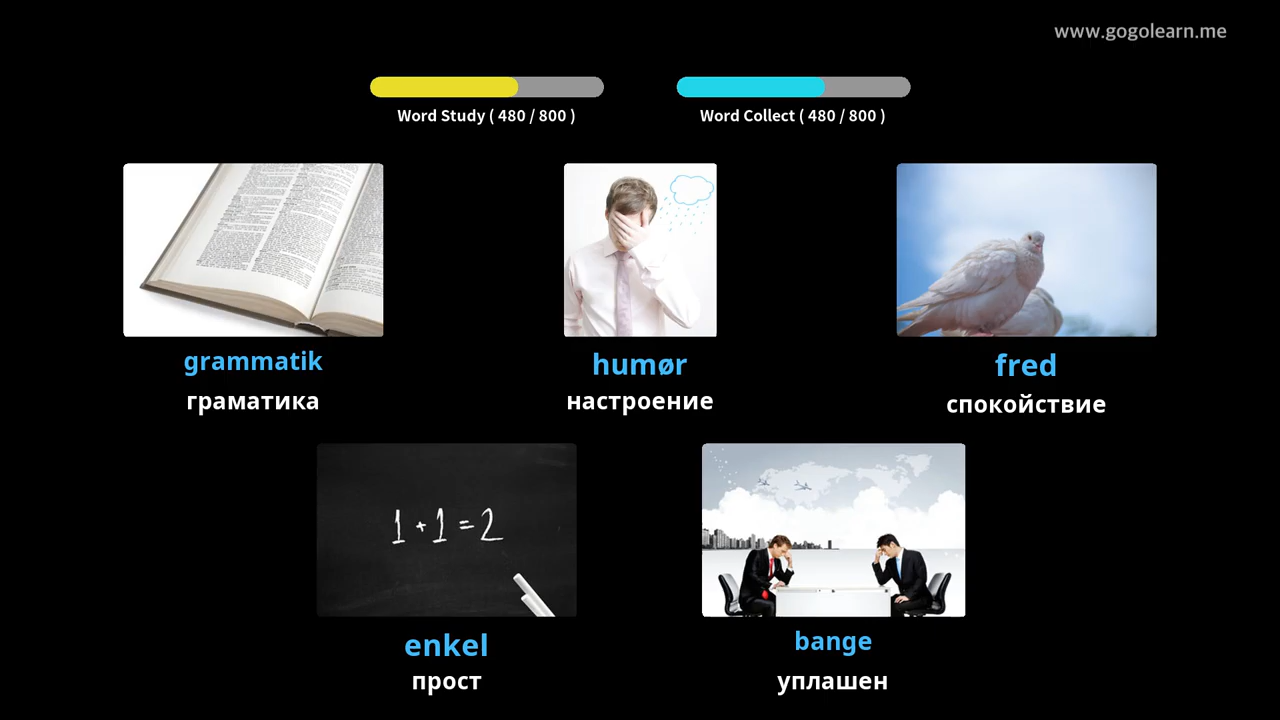 www.gogolearn.me
Word Study ( 480 / 800 )
Word Collect ( 480 / 800 )
grammatik
граматика
humør
настроение
fred
спокойствие
1 + 1 = 2
enkel
прост
bange
уплашен